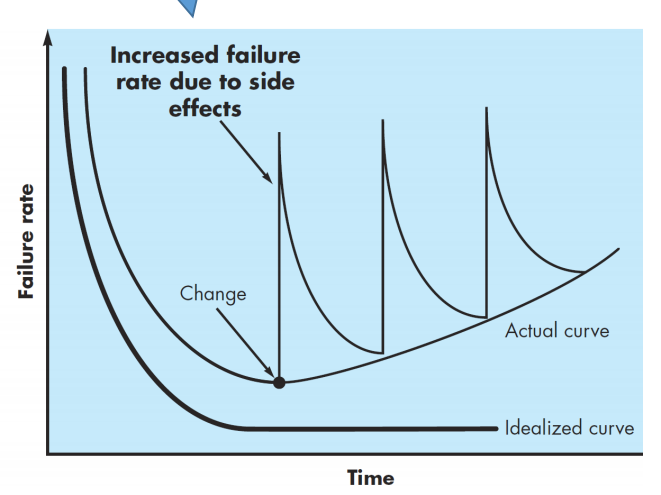 Increased failure
rate due to side
effects
Failure rate
Change
Actual curve
Idealized curve
Time